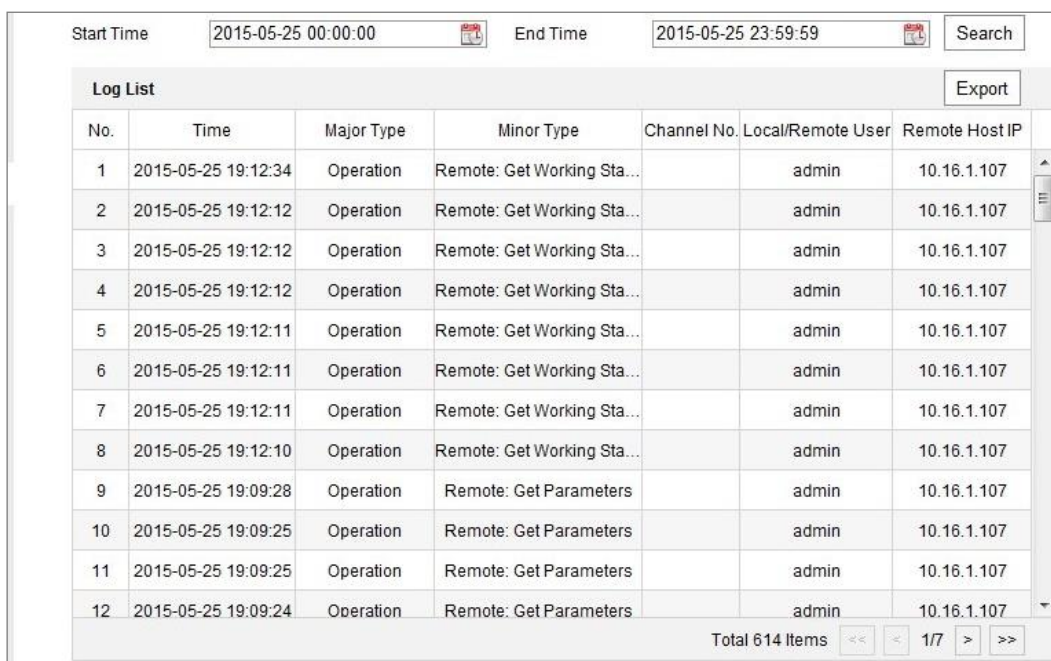 Start Time 2015-05-25 00:00:00 End Time 2015-05-25 23:59:59 Search
Log List Export
No. Time Major Type Minor Type Channel No. Local/Remote User Remote Host IP
1 2015-05-25 19:12:34 Operation Remote: Get Working Sta... admin 10.16.1.107
2 2015-05-25 19:12:12 Operation Remote: Get Working Sta... admin 10.16.1.107
3 2015-05-25 19:12:12 Operation Remote: Get Working Sta... admin 10.16.1.107
4 2015-05-25 19:12:12 Operation Remote: Get Working Sta... admin 10.16.1.107
5 2015-05-25 19:12:11 Operation Remote: Get Working Sta... admin 10.16.1.107
6 2015-05-25 19:12:11 Operation Remote: Get Working Sta... admin 10.16.1.107
7 2015-05-25 19:12:11 Operation Remote: Get Working Sta... admin 10.16.1.107
8 2015-05-25 19:12:10 Operation Remote: Get Working Sta... admin 10.16.1.107
9 2015-05-25 19:09:28 Operation Remote: Get Parameters admin 10.16.1.107
10 2015-05-25 19:09:25 Operation Remote: Get Parameters admin 10.16.1.107
11 2015-05-25 19:09:25 Operation Remote: Get Parameters admin 10.16.1.107
12 2015-05-25 19:09:24 Operation Remote: Get Parameters admin 10.16.1.107
Total 614 Items << < 1/7 > >>